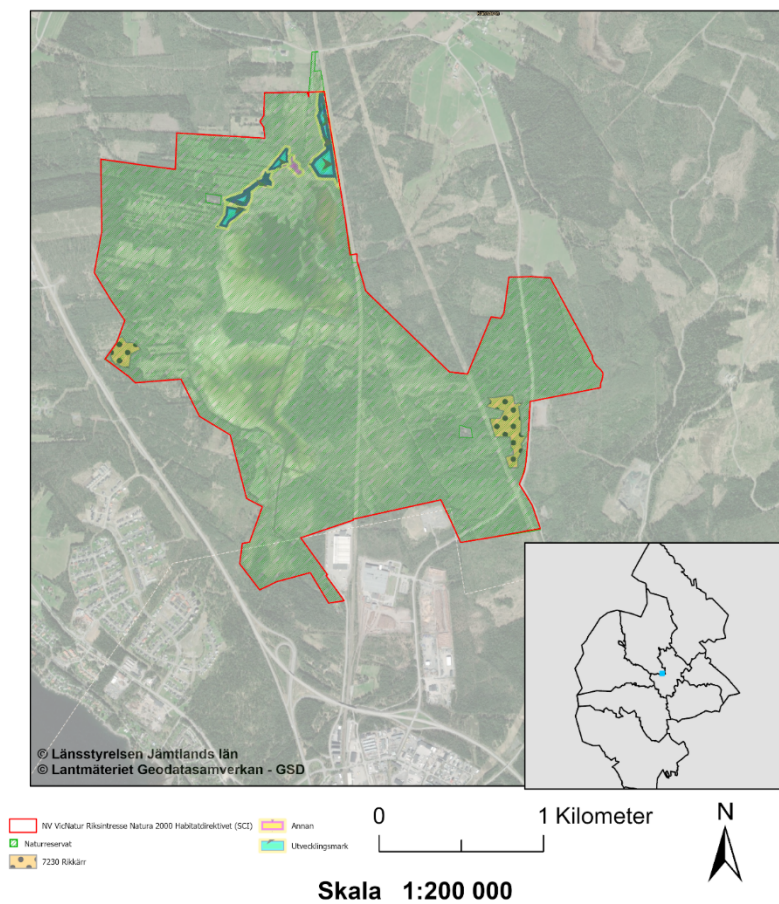 © Länsstyrelsen Jämtlands län
© Lantmäteriet Geodatasamverkan - GSD
NV VicNatur Riksintresse Natura 2000 Habitatdirektivet (SCI)
Naturreservat
7230 Rikkärr
Annan
Utvecklingsmark
0 1 Kilometer
N
Skala 1:200 000